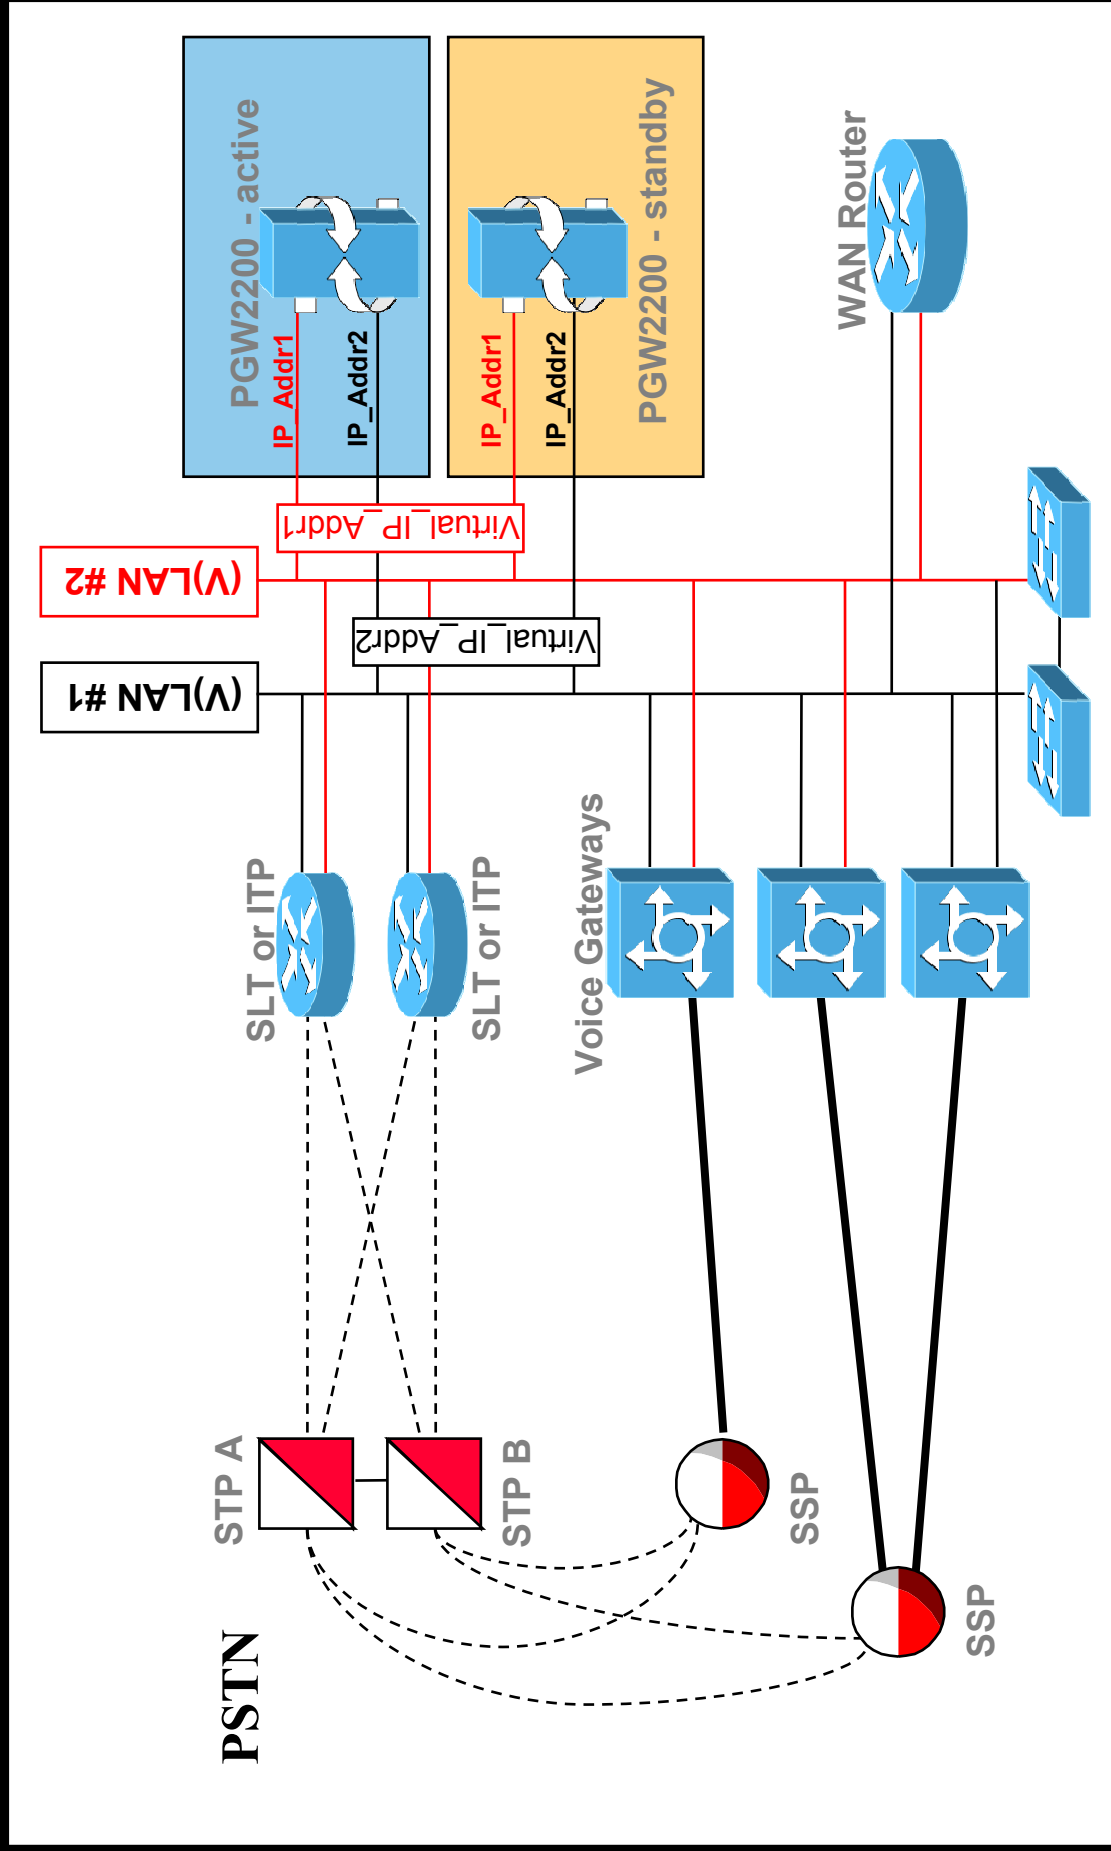 PSTN
STP A
STP B
SSP
SSP
SLT or ITP
SLT or ITP
Voice Gateways
(V)LAN #1
(V)LAN #2
Virtual_IP_Addr2
Virtual_IP_Addr1
PGW2200 - active
IP_Addr1
IP_Addr2
IP_Addr1
IP_Addr2
PGW2200 - standby
WAN Router